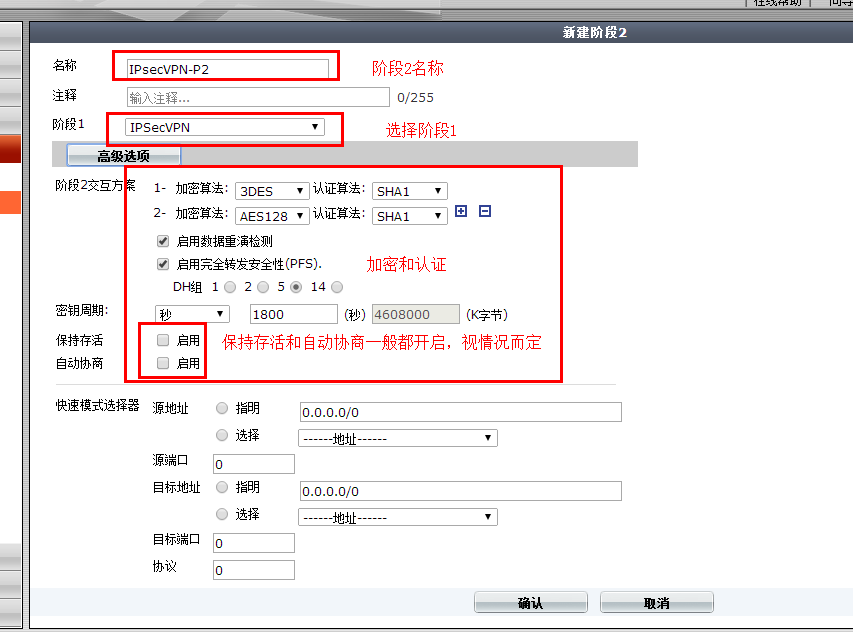 在线帮助
新建阶段2
名称 IPsecVPN-P2 阶段2名称
注释 输入注释... 0/255
阶段1 IPSecVPN 选择阶段1
高级选项
阶段2交互方案 1- 加密算法: 3DES 认证算法: SHA1
2- 加密算法: AES128 认证算法: SHA1
启用数据重演检测
启用完全转发安全性(PFS). 加密和认证
DH组 1 2 5 14
密钥周期: 秒 1800 (秒) 4608000 (K字节)
保持存活 启用 保持存活和自动协商一般都开启，视情况而定
自动协商 启用
快速模式选择器 源地址 指明 0.0.0.0/0
选择 ------地址------
源端口 0
目标地址 指明 0.0.0.0/0
选择 ------地址------
目标端口 0
协议 0
确认 取消